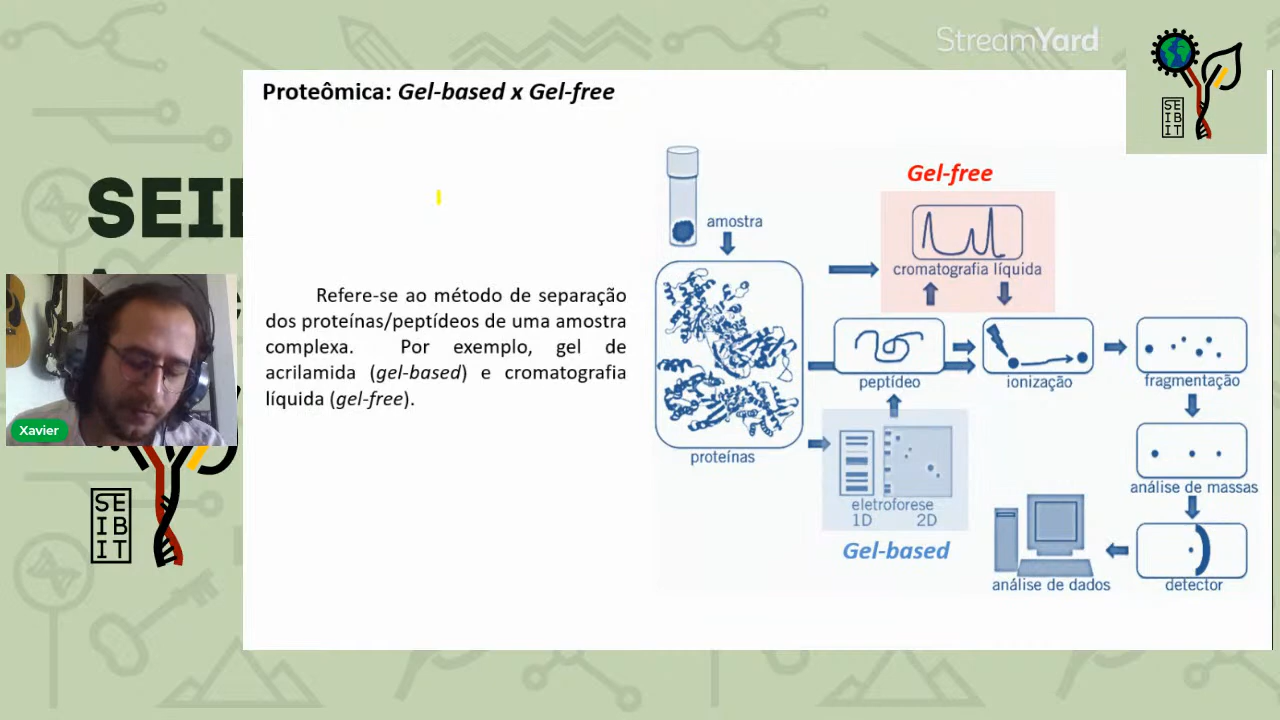 StreamYard
Proteômica: Gel-based x Gel-free
SE
IB
IT
SEIB
Gel-free
amostra
cromatografia líquida
Refere-se ao método de separação
dos proteínas/peptídeos de uma amostra
complexa. Por exemplo, gel de
acrilamida (gel-based) e cromatografia
líquida (gel-free).
peptídeo
ionização
fragmentação
Xavier
proteínas
análise de massas
eletroforese
1D 2D
Gel-based
análise de dados
detector
SE
IB
IT